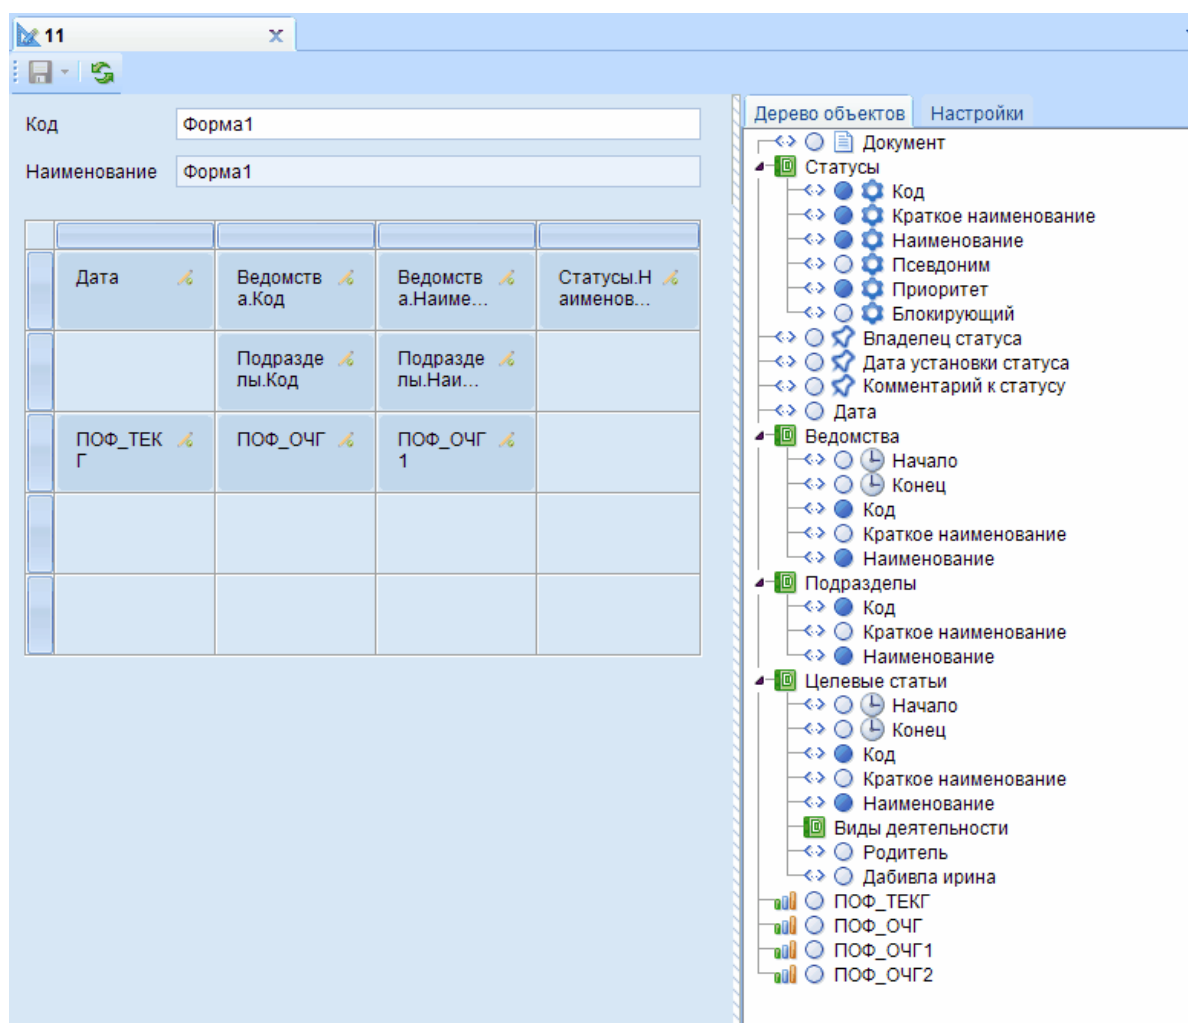 11
Код
Форма1
Наименование
Форма1
Дата
Ведомств
а.Код
Ведомств
а.Наиме...
Статусы.Н
аименов...
Подразде
лы.Код
Подразде
лы.Наи...
ПОФ_ТЕК
Г
ПОФ_ОЧГ
ПОФ_ОЧГ
1
Дерево объектов
Настройки
Документ
Статусы
Код
Краткое наименование
Наименование
Псевдоним
Приоритет
Блокирующий
Владелец статуса
Дата установки статуса
Комментарий к статусу
Дата
Ведомства
Начало
Конец
Код
Краткое наименование
Наименование
Подразделы
Код
Краткое наименование
Наименование
Целевые статьи
Начало
Конец
Код
Краткое наименование
Наименование
Виды деятельности
Родитель
Дабивла ирина
ПОФ_ТЕКГ
ПОФ_ОЧГ
ПОФ_ОЧГ1
ПОФ_ОЧГ2